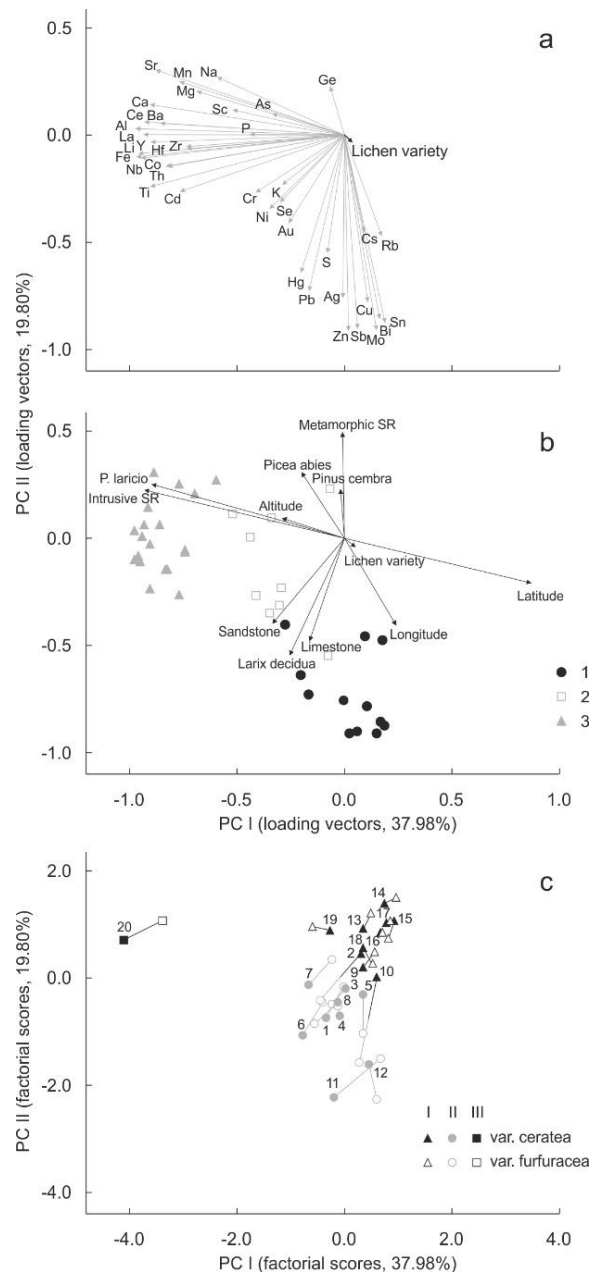 a
0.5
0.0
-0.5
-1.0
Sr
Mn
Na
Mg
Ge
Ca
Sc
As
Ce
Ba
Al
P
La
Li
Y
Hf
Zr
Lichen variety
Fe
Nb
Co
Th
Ti
Cd
Cr
K
Ni
Se
Au
Cs
Rb
S
Hg
Pb
Ag
Cu
Sn
Bi
Zn
Sb
Mo
PC II (loading vectors, 19.80%)
b
0.5
0.0
-0.5
-1.0
Metamorphic SR
Picea abies
P. laricio
Pinus cembra
Intrusive SR
Altitude
Lichen variety
Latitude
Sandstone
Longitude
Limestone
Larix decidua
1
2
3
-1.0
-0.5
0.0
0.5
1.0
PC I (loading vectors, 37.98%)
c
2.0
0.0
-2.0
-4.0
14
17
20
19
13
15
18
16
2
7
9
10
3
5
8
6
1
4
11
12
I
II
III
var. ceratea
var. furfuracea
-4.0
-2.0
0.0
2.0
4.0
PC II (factorial scores, 19.80%)
PC I (factorial scores, 37.98%)